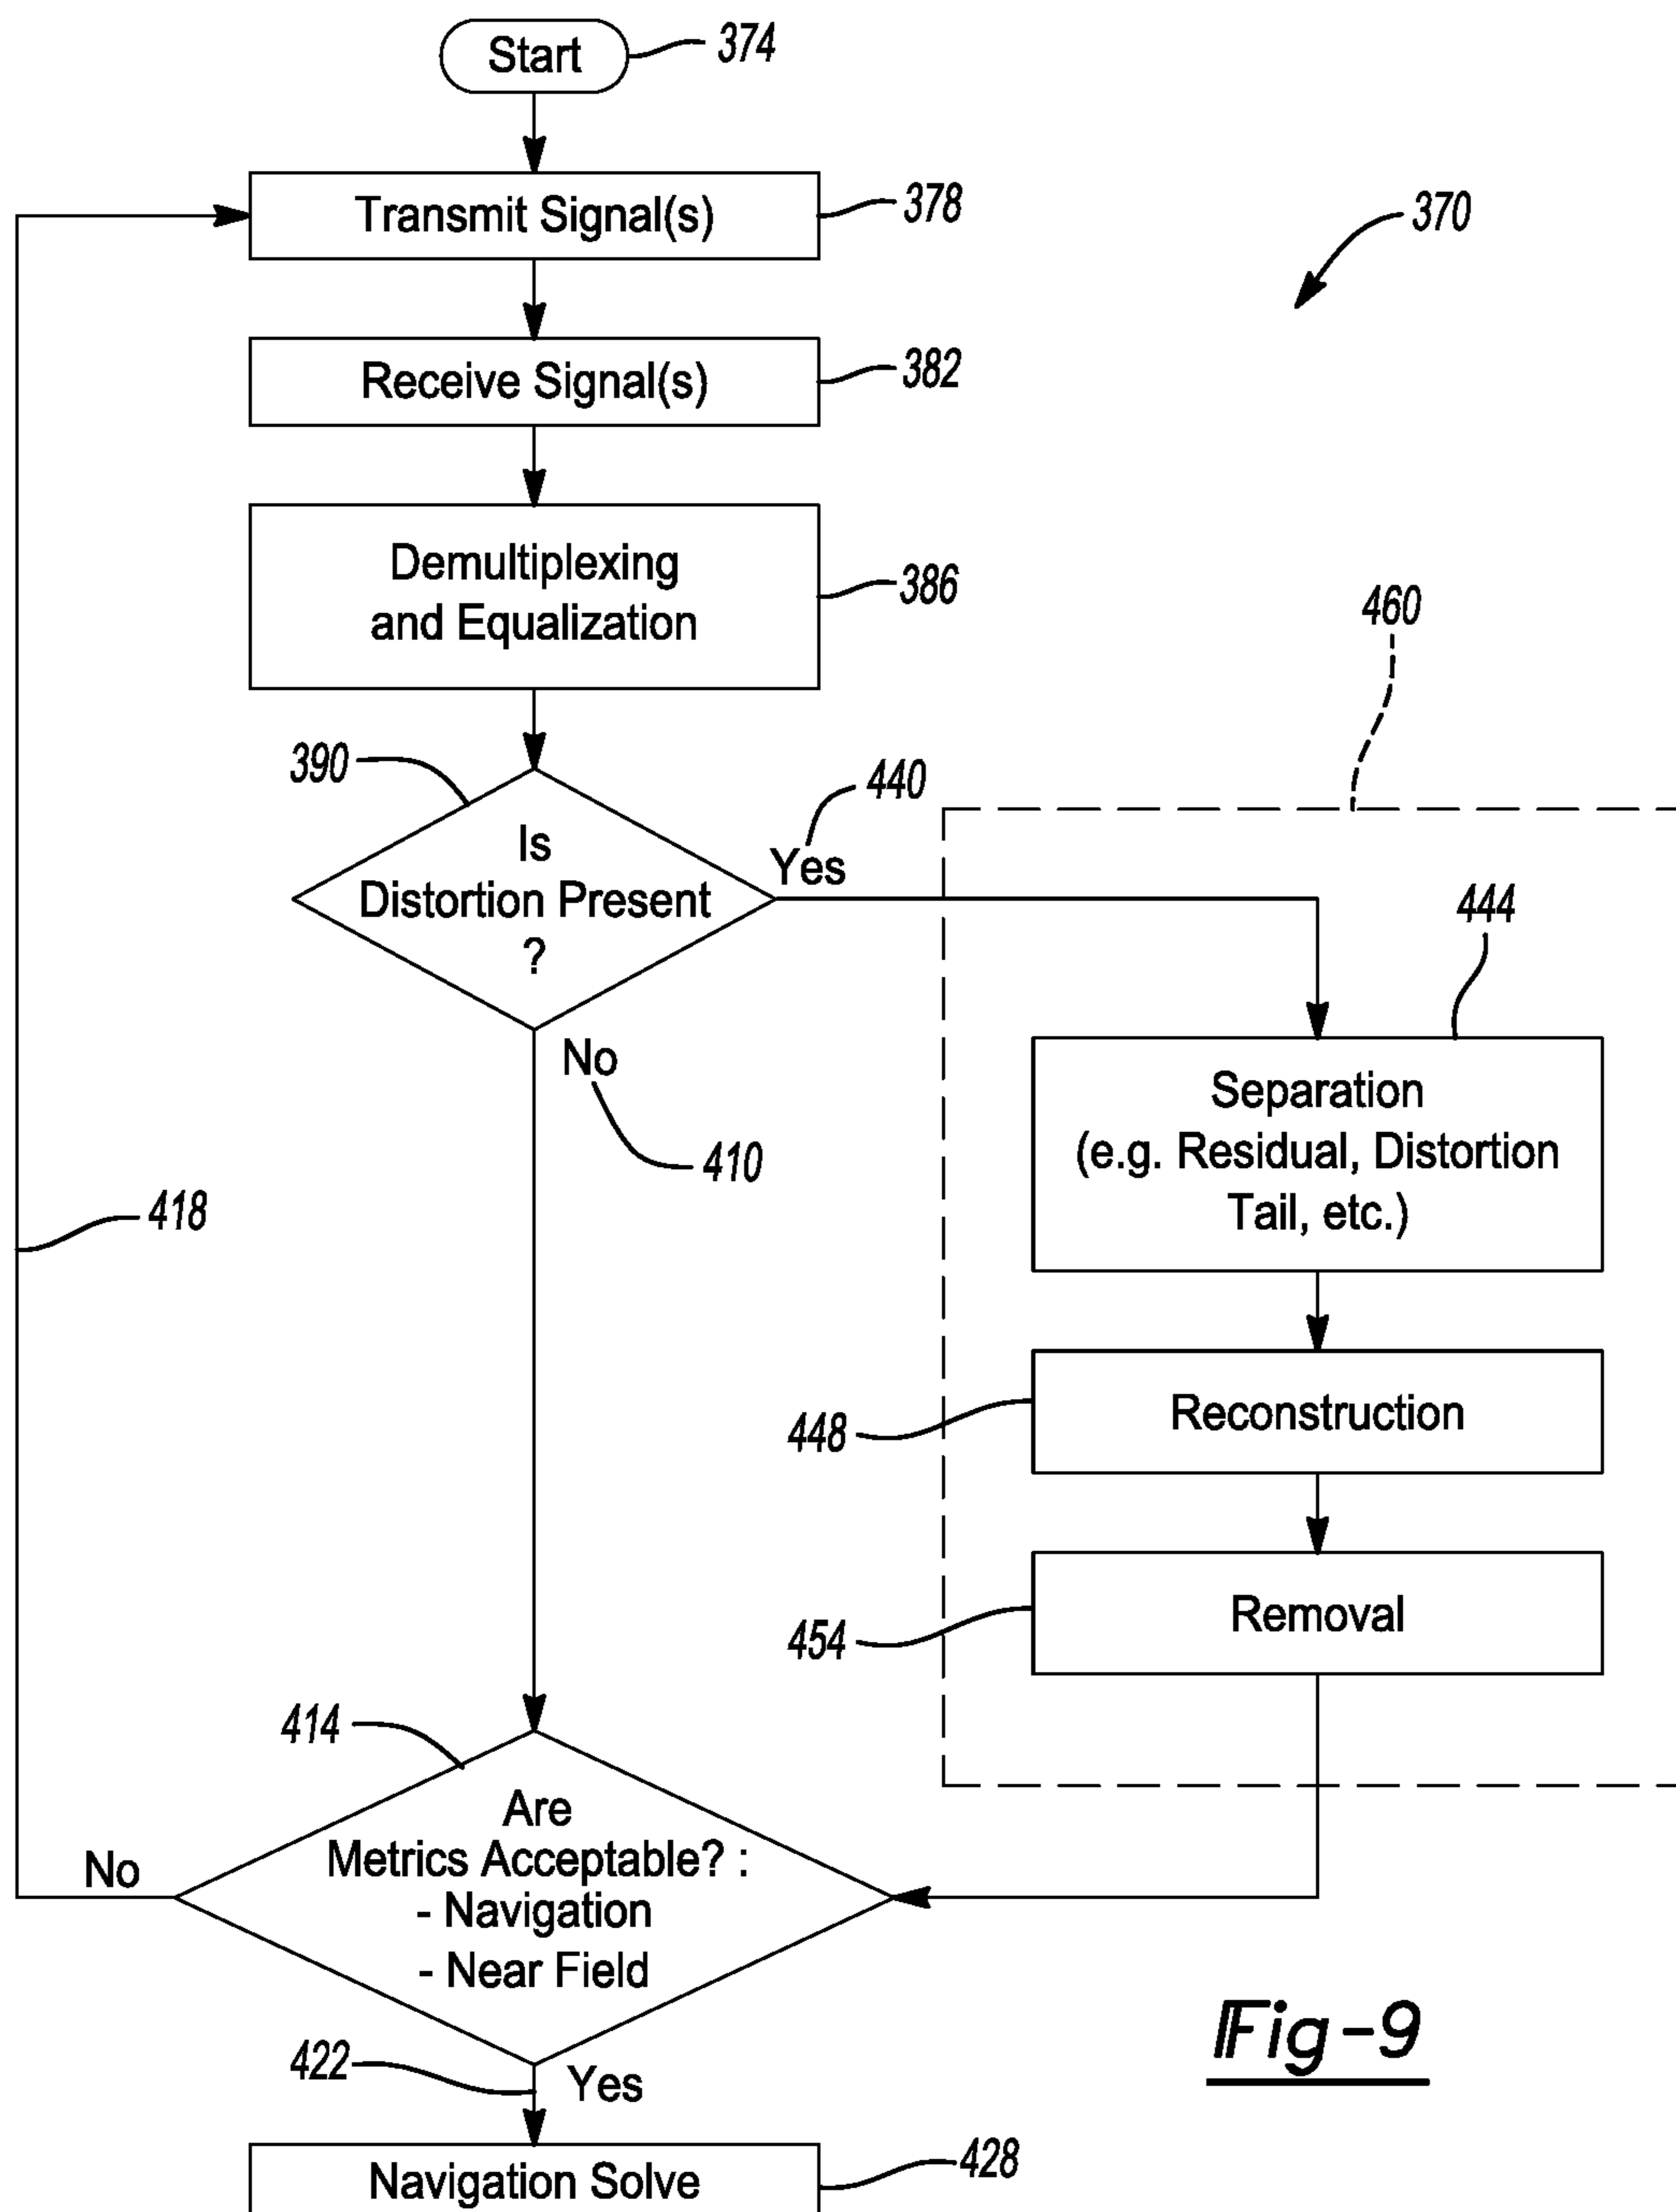 Start
374
Transmit Signal(s)
378
370
Receive Signal(s)
382
Demultiplexing
and Equalization
386
460
390
440
Is
Distortion Present
?
Yes
444
No
410
Separation
(e.g. Residual, Distortion
Tail, etc.)
418
448
Reconstruction
454
Removal
414
Are
Metrics Acceptable? :
- Navigation
- Near Field
No
422
Yes
Fig-9
Navigation Solve
428